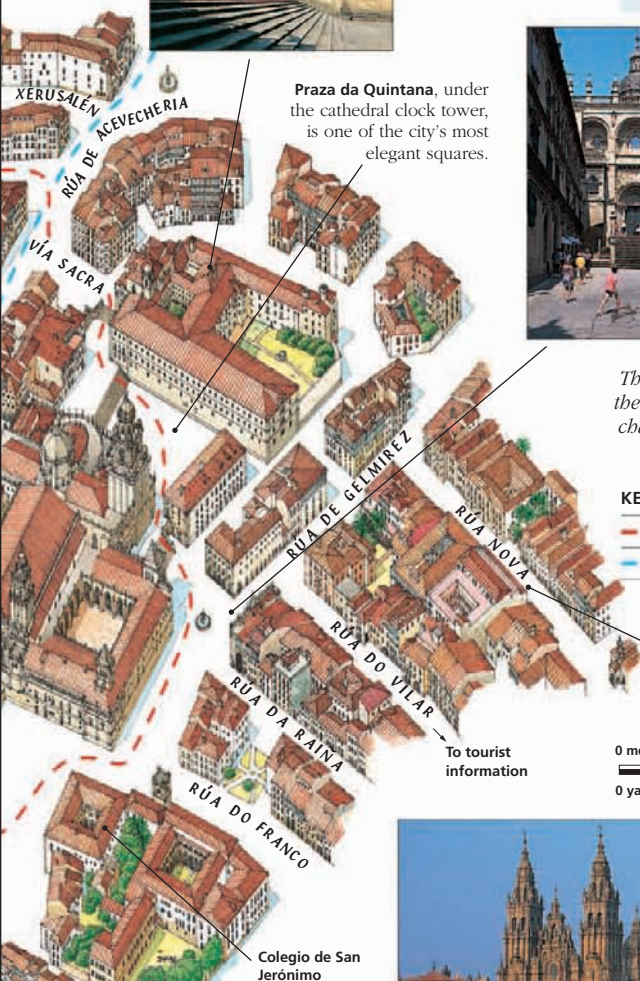 Praza da Quintana, under
the cathedral clock tower,
is one of the city's most
elegant squares.
XERUSALÉN
RÚA DE ACEVECHERIA
VÍA SACRA
RÚA DE GELMIREZ
RÚA NOVA
RÚA DO VILAR
RÚA DA RAIÑA
RÚA DO FRANCO
To tourist
information
Colegio de San
Jerónimo
the
0
0